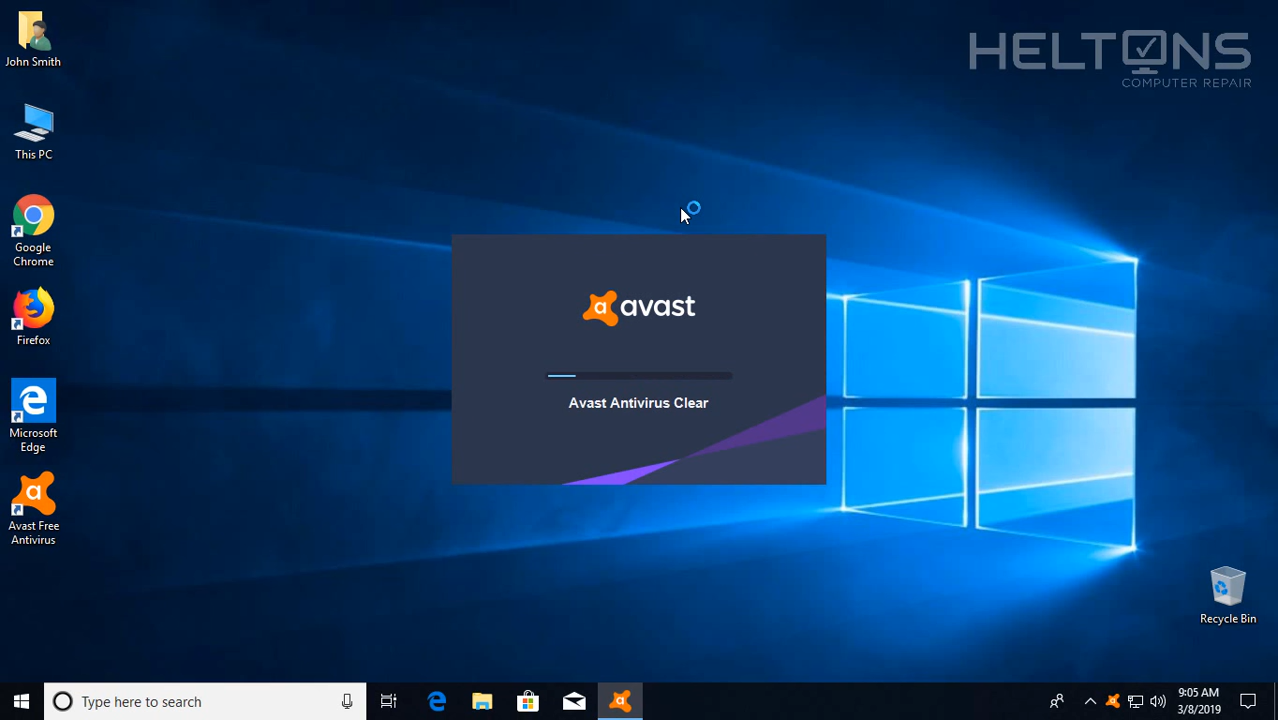 HELTONS
COMPUTER REPAIR
John Smith
This PC
Google
Chrome
Firefox
Microsoft
Edge
Avast Free
Antivirus
avast
Avast Antivirus Clear
Recycle Bin
Type here to search
9:05 AM
3/8/2019